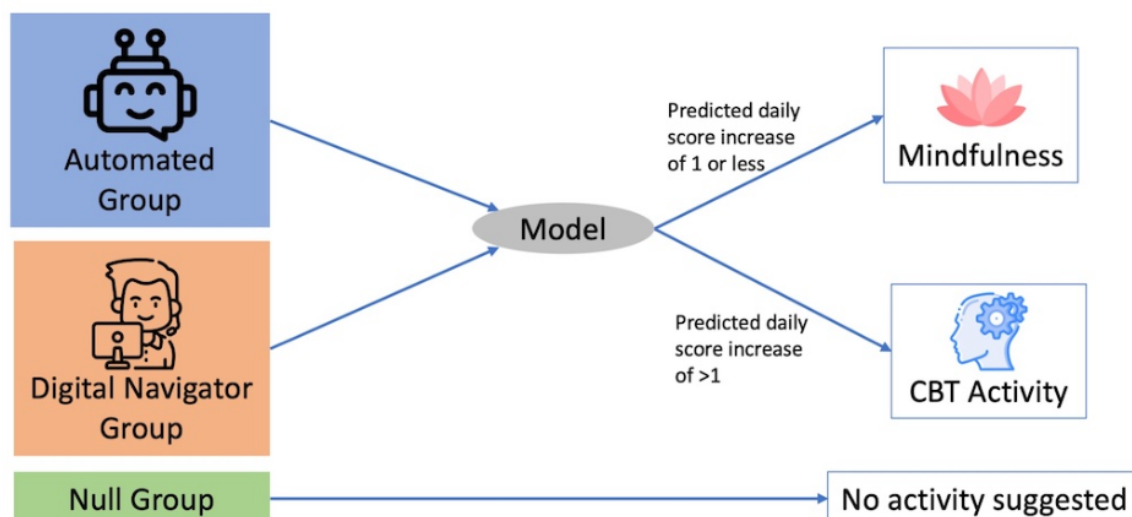 Automated
Group
Digital Navigator
Group
Null Group
Model
Predicted daily
score increase
of 1 or less
Predicted daily
score increase
of >1
Mindfulness
CBT Activity
No activity suggested